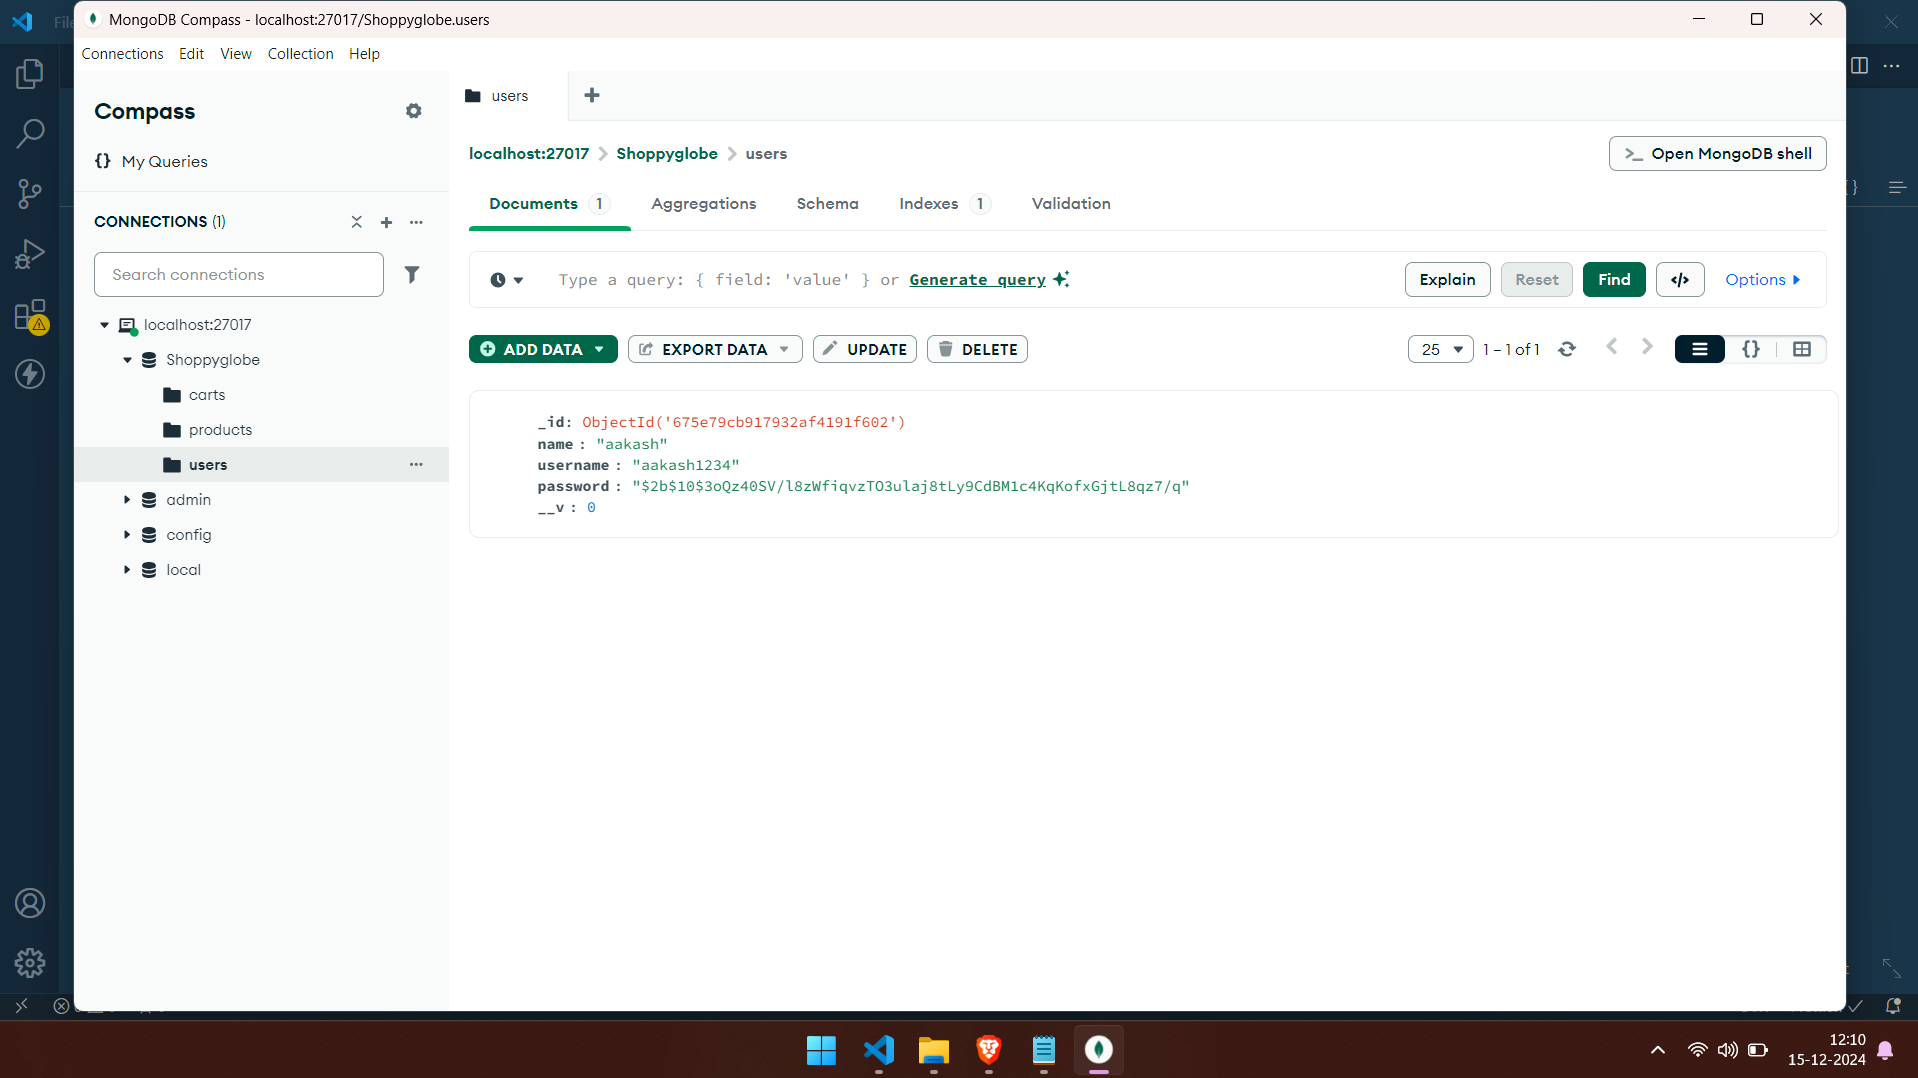 File
MongoDB Compass - localhost:27017/Shoppyglobe.users
Connections Edit View Collection Help
Compass
{} My Queries
CONNECTIONS (1)
Search connections
localhost:27017
Shoppyglobe
carts
products
users
admin
config
local
users
localhost:27017 > Shoppyglobe > users
>_ Open MongoDB shell
Documents 1 Aggregations Schema Indexes 1 Validation
Type a query: { field: 'value' } or Generate query
Explain Reset Find </> Options
ADD DATA EXPORT DATA UPDATE DELETE
25 1 – 1 of 1 {}
_id: ObjectId('675e79cb917932af4191f602')
name : "aakash"
username : "aakash1234"
password : "$2b$10$3oQz40SV/l8zWfiqvzTO3ulaj8tLy9CdBM1c4KqKofxGjtL8qz7/q"
__v : 0
12:10
15-12-2024